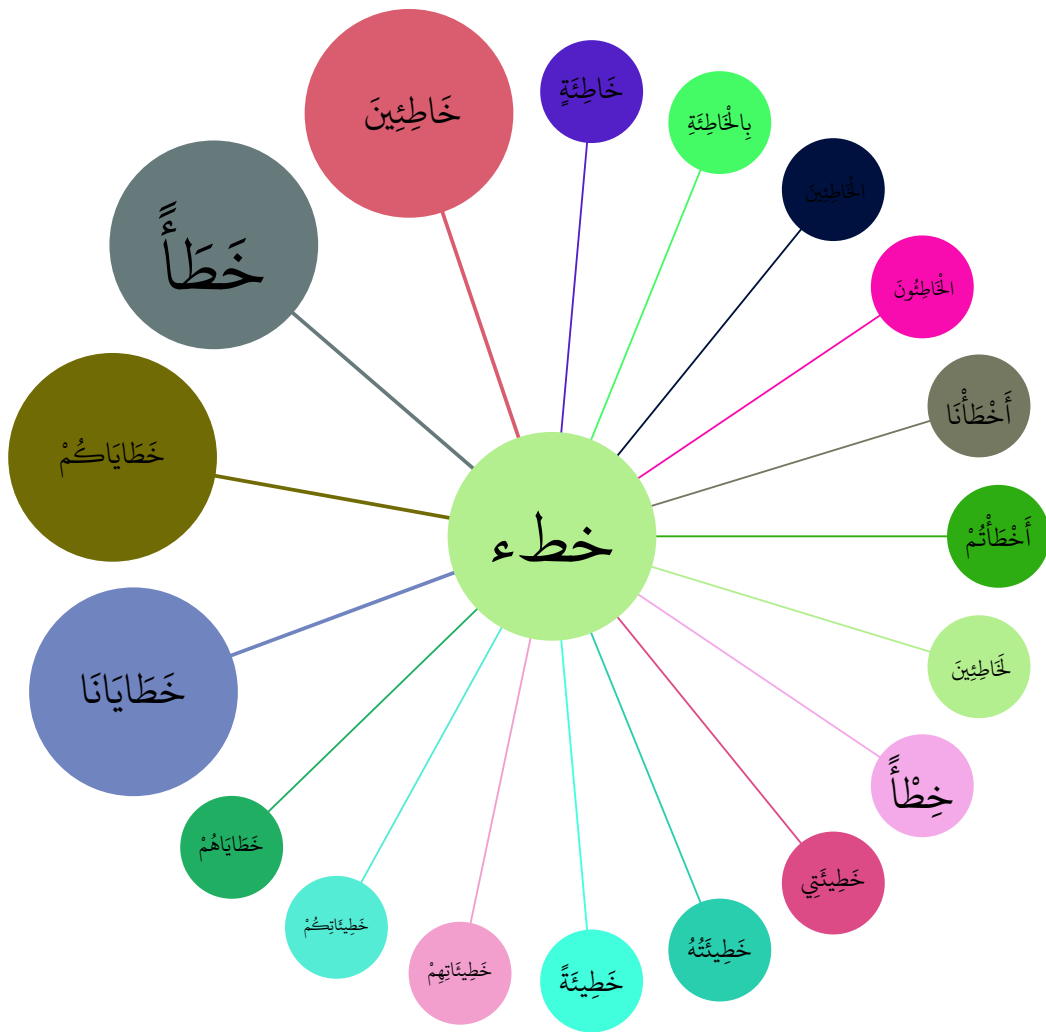 خطء
خَاطِئَةٍ
بِالْخَاطِئَةِ
الْخَاطِئِينَ
الْخَاطِئُونَ
أَخْطَأْنَا
أَخْطَأْتُمْ
لَخَاطِئِينَ
خِطْأً
خَطِيئَتِي
خَطِيئَتُهُ
خَطِيئَةً
خَطِيئَاتِهِمْ
خَطِيئَاتِكُمْ
خَطَايَاهُمْ
خَطَايَانَا
خَطَايَاكُمْ
خَطَأً
خَاطِئِينَ